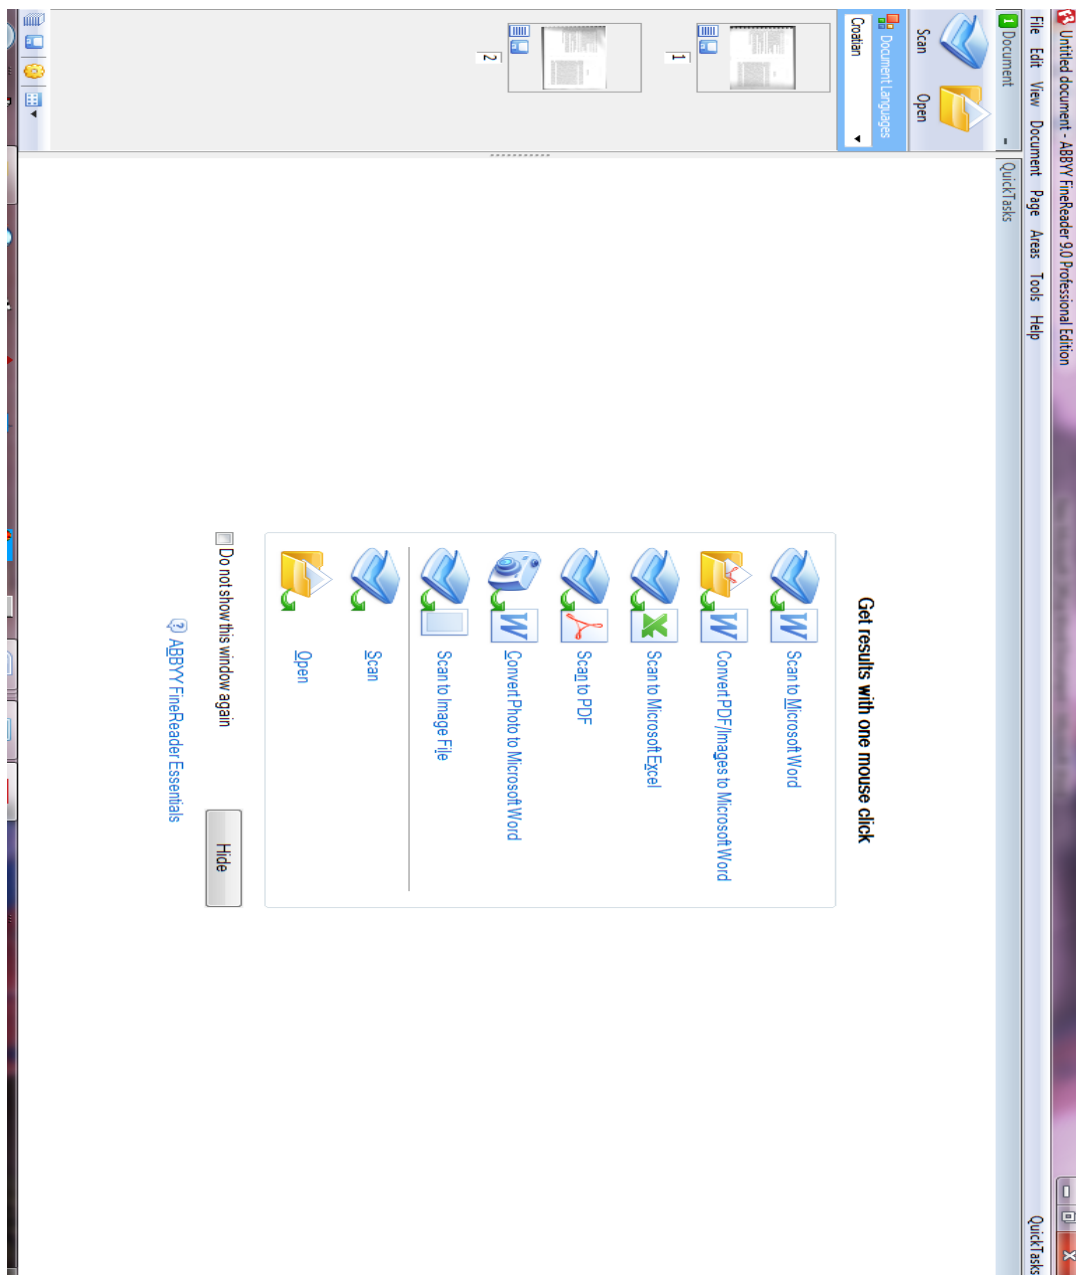 Untitled document - ABBYY FineReader 9.0 Professional Edition
File Edit View Document Page Areas Tools Help
QuickTasks
1 Document
QuickTasks
Scan Open
Document Languages
Croatian
1
2
Get results with one mouse click
Scan to Microsoft Word
Convert PDF/Images to Microsoft Word
Scan to Microsoft Excel
Scan to PDF
Convert Photo to Microsoft Word
Scan to Image File
Scan
Open
Do not show this window again
Hide
ABBYY FineReader Essentials